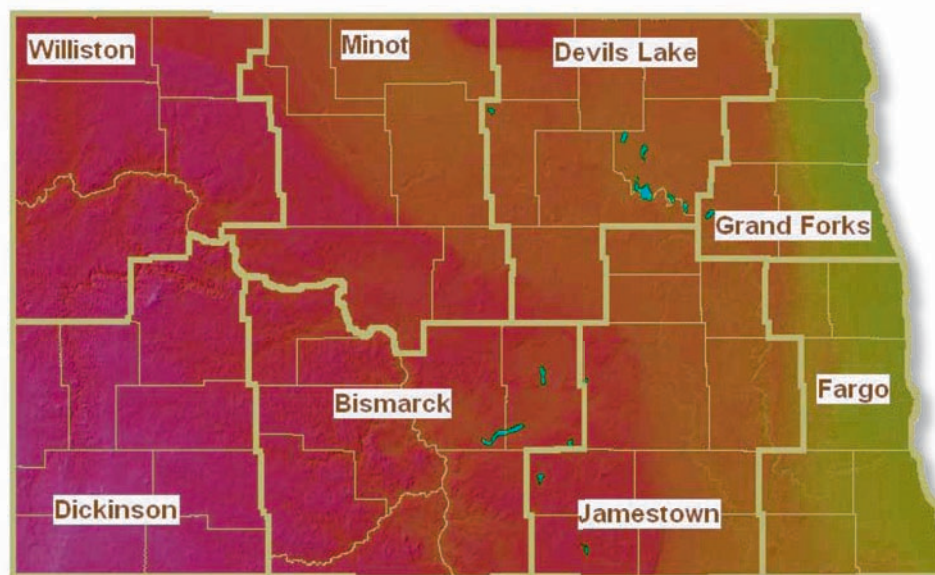 Williston
Minot
Devils Lake
Grand Forks
Bismarck
Fargo
Dickinson
Jamestown